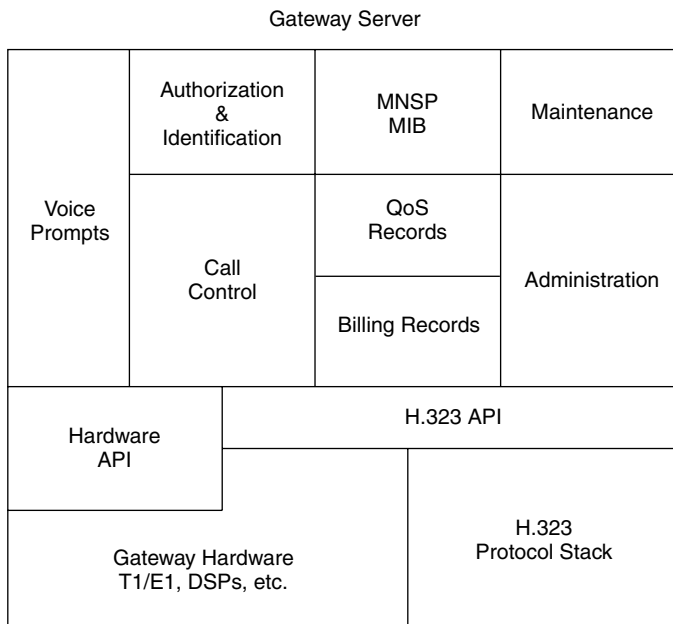 Gateway Server
Authorization
&
Identification
MNSP
MIB
Maintenance
Voice
Prompts
Call
Control
QoS
Records
Administration
Billing Records
Hardware
API
H.323 API
Gateway Hardware
T1/E1, DSPs, etc.
H.323
Protocol Stack